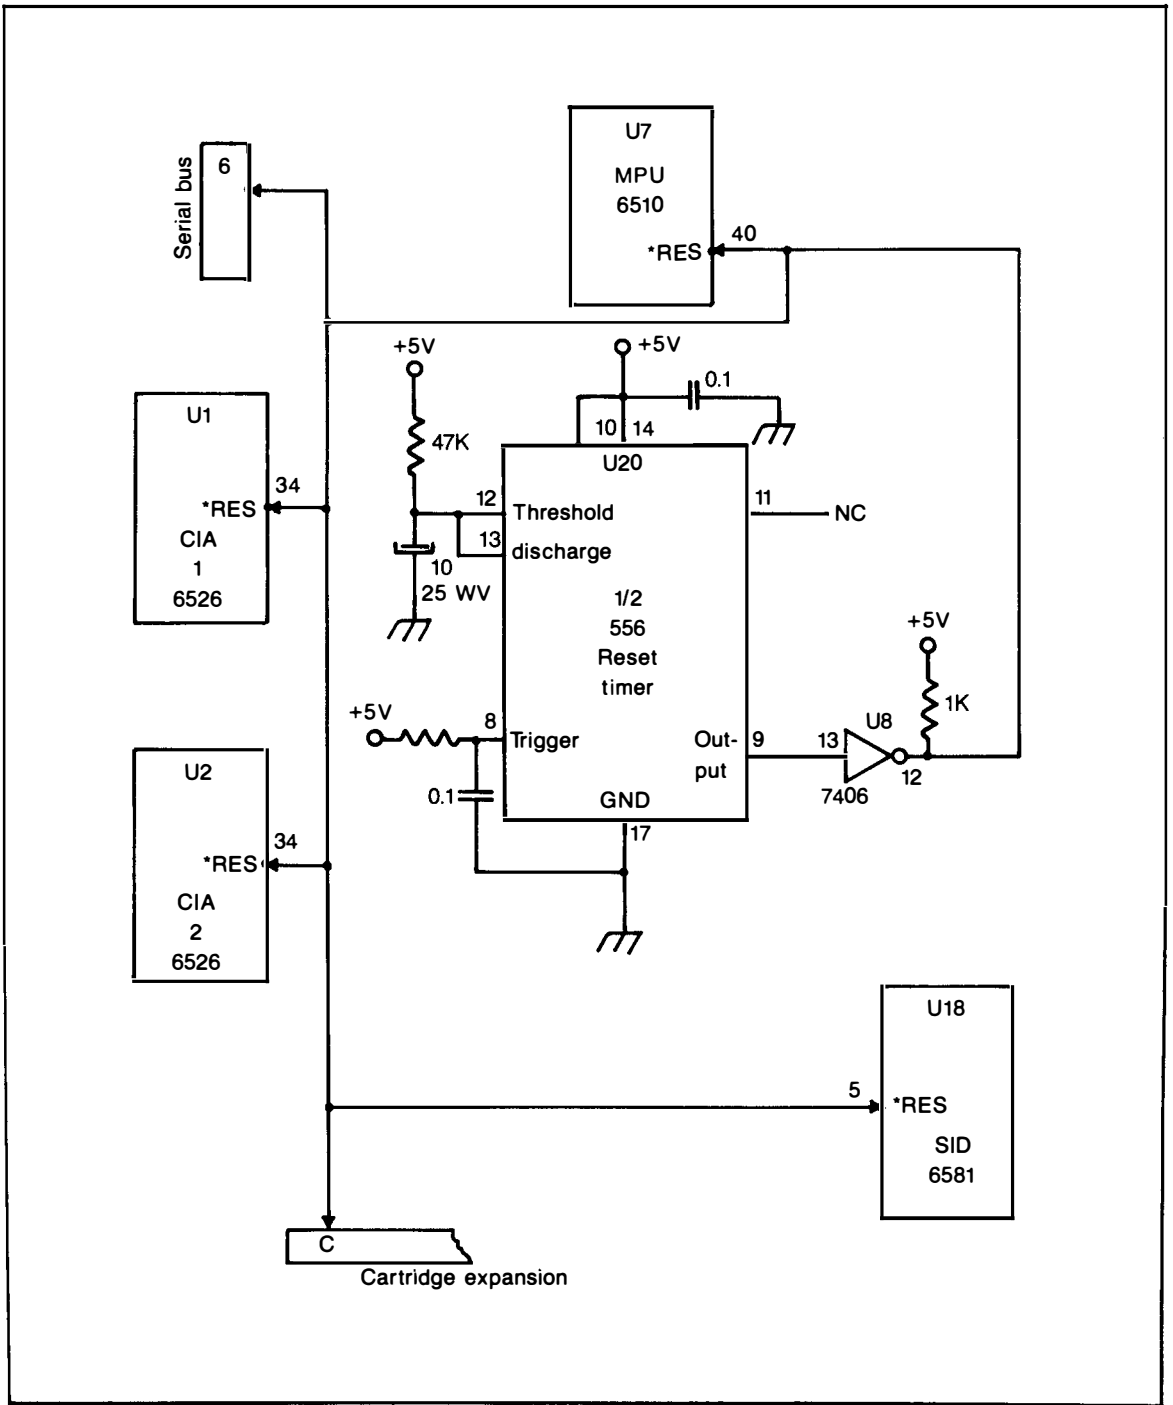 Serial bus
6
U7
MPU
6510
*RES
40
+5V
+5V
0.1
10 14
U1
34
*RES
CIA
1
6526
47K
U20
12
Threshold
13
discharge
11
NC
10
25 WV
1/2
556
Reset
timer
+5V
1K
+5V
8
Trigger
Out-
put
9
13
U8
12
7406
0.1
GND
17
U2
34
*RES
CIA
2
6526
U18
5
*RES
SID
6581
C
Cartridge expansion